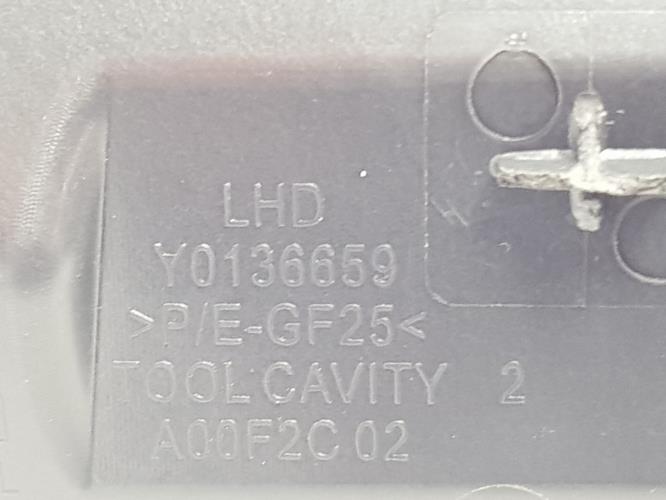 LHD
Y0136659
>P/E-GF25<
TOOL CAVITY 2
A00F2C 02